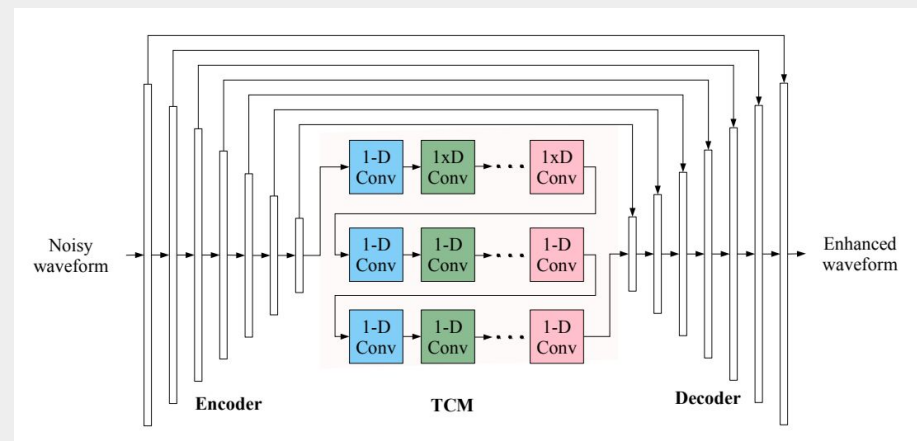 1-D 1xD 1xD
Conv Conv ... Conv
Noisy
waveform
1-D 1-D 1-D
Conv Conv ... Conv
Enhanced
waveform
1-D 1-D 1-D
Conv Conv ... Conv
Encoder TCM Decoder